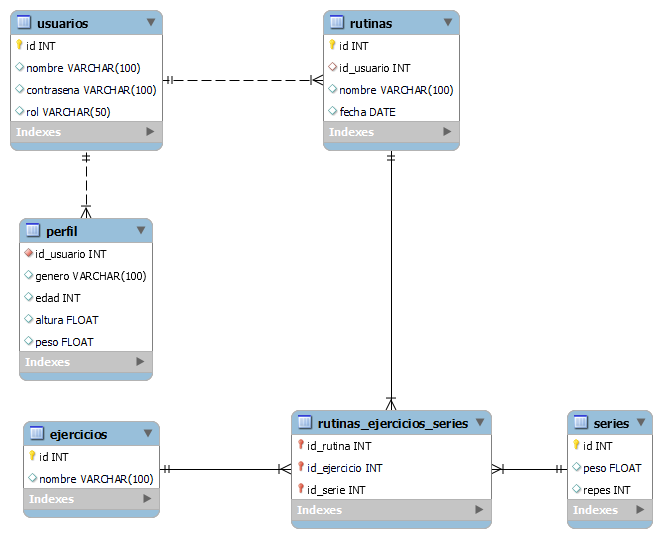 usuarios
id INT
nombre VARCHAR(100)
contrasena VARCHAR(100)
rol VARCHAR(50)
Indexes
rutinas
id INT
id_usuario INT
nombre VARCHAR(100)
fecha DATE
Indexes
perfil
id_usuario INT
genero VARCHAR(100)
edad INT
altura FLOAT
peso FLOAT
Indexes
ejercicios
id INT
nombre VARCHAR(100)
Indexes
rutinas_ejercicios_series
id_rutina INT
id_ejercicio INT
id_serie INT
Indexes
series
id INT
peso FLOAT
repes INT
Indexes